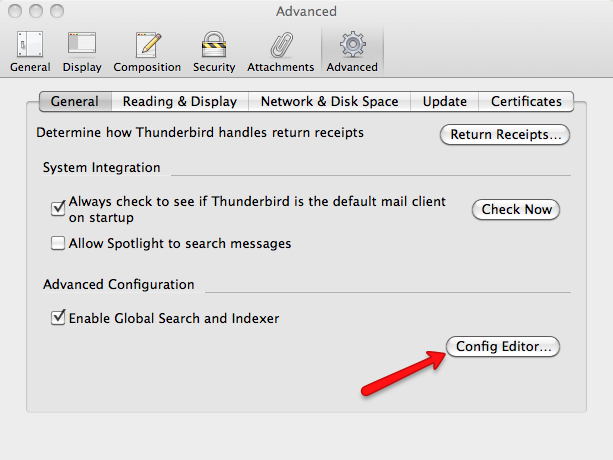 Advanced
General Display Composition Security Attachments Advanced
General Reading & Display Network & Disk Space Update Certificates
Determine how Thunderbird handles return receipts Return Receipts...
System Integration
Always check to see if Thunderbird is the default mail client
on startup
Check Now
Allow Spotlight to search messages
Advanced Configuration
Enable Global Search and Indexer
Config Editor...